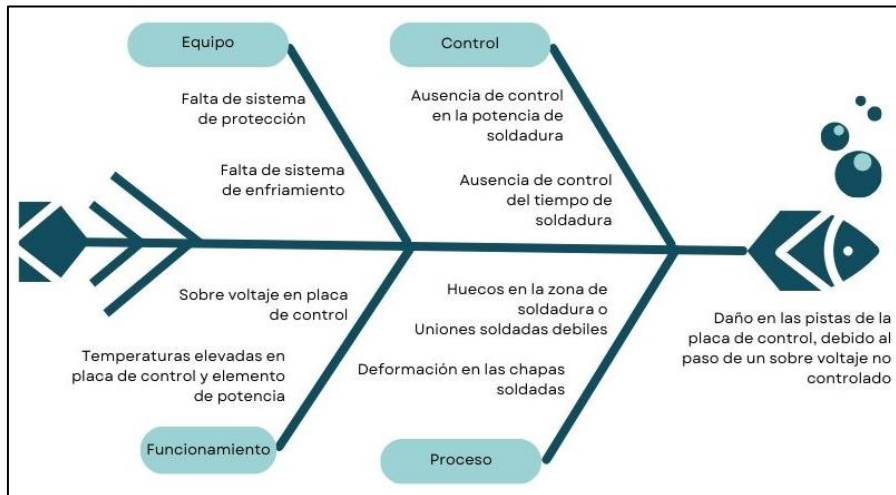 Equipo
Control
Falta de sistema
de protección
Ausencia de control
en la potencia de
soldadura
Falta de sistema
de enfriamiento
Ausencia de control
del tiempo de
soldadura
Sobre voltaje en placa
de control
Huecos en la zona de
soldadura o
Uniones soldadas debiles
Temperaturas elevadas en
placa de control y elemento
de potencia
Deformación en las chapas
soldadas
Daño en las pistas de la
placa de control, debido al
paso de un sobre voltaje no
controlado
Funcionamiento
Proceso